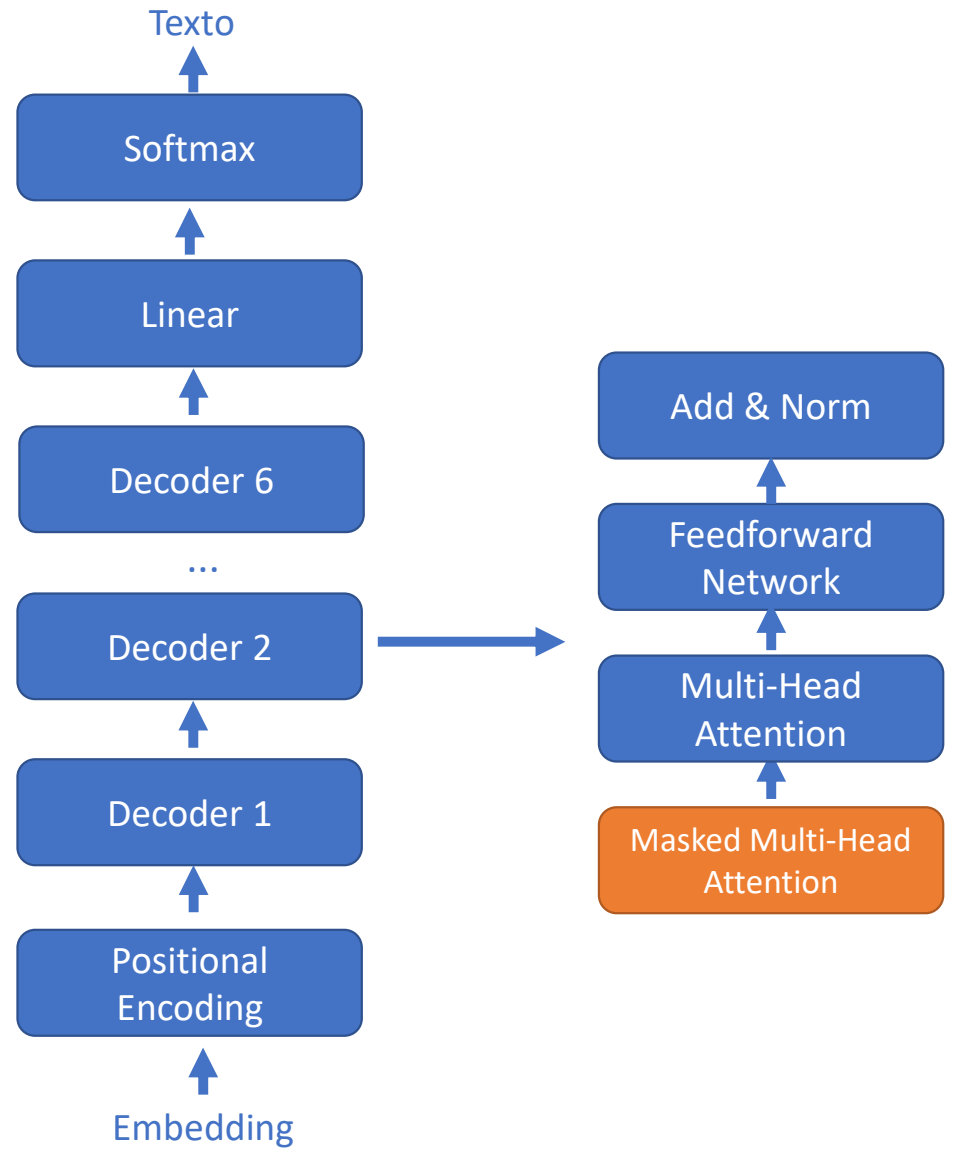 Texto
Softmax
Linear
Decoder 6
...
Decoder 2
Decoder 1
Positional
Encoding
Embedding
Add & Norm
Feedforward
Network
Multi-Head
Attention
Masked Multi-Head
Attention